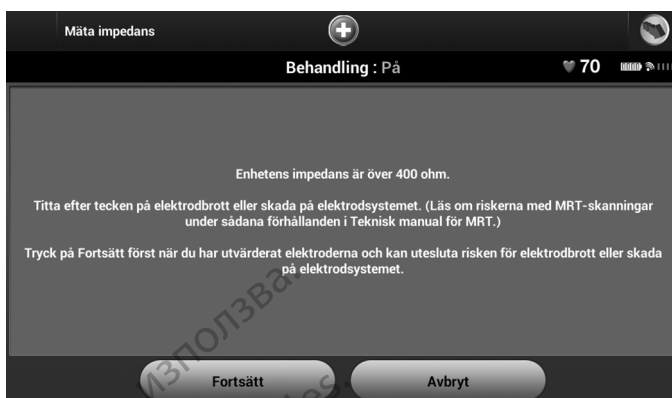 Mäta impedans
Behandling : På
70
Enhetens impedans är över 400 ohm.
Titta efter tecken på elektrodbrott eller skada på elektrodsystemet. (Läs om riskerna med MRT-skanningar
under sådana förhållanden i Teknisk manual för MRT.)
Tryck på Fortsätt först när du har utvärderat elektroderna och kan utesluta risken för elektrodbrott eller skada
på elektrodsystemet.
Fortsätt
Avbryt
използва.